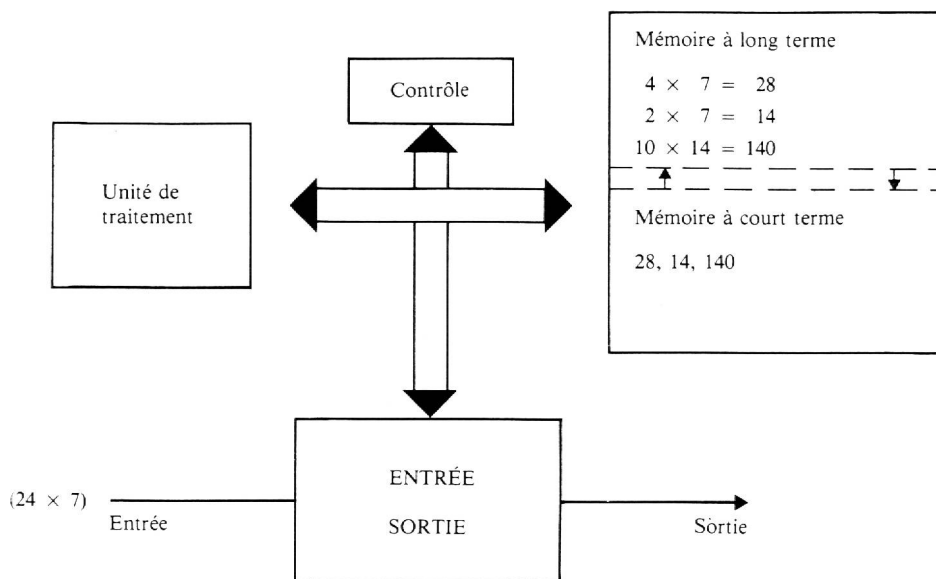 Mémoire à long terme
Contrôle
4 × 7 = 28
2 × 7 = 14
10 × 14 = 140
Unité de
traitement
Mémoire à court terme
28, 14, 140
ENTRÉE
(24 × 7)
Entrée
SORTIE
Sortie